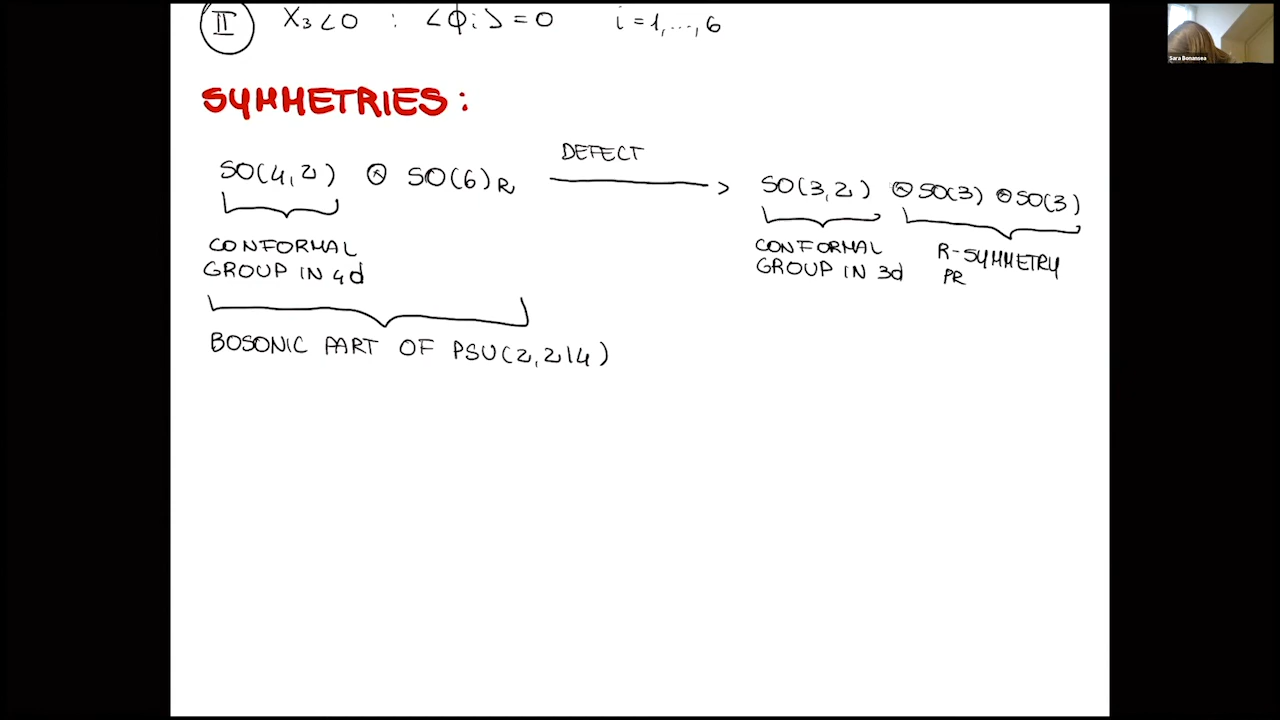 II X₃<0 : <ϕi>=0 i=1,...,6
SYMMETRIES:
SO(4,2) ⊗ SO(6)R DEFECT → SO(3,2) ⊗ SO(3) ⊗ SO(3)
CONFORMAL
GROUP IN 4d
CONFORMAL
GROUP IN 3d
R-SYMMETRY
PR
BOSONIC PART OF PSU(2,2|4)
Sara Bonansea